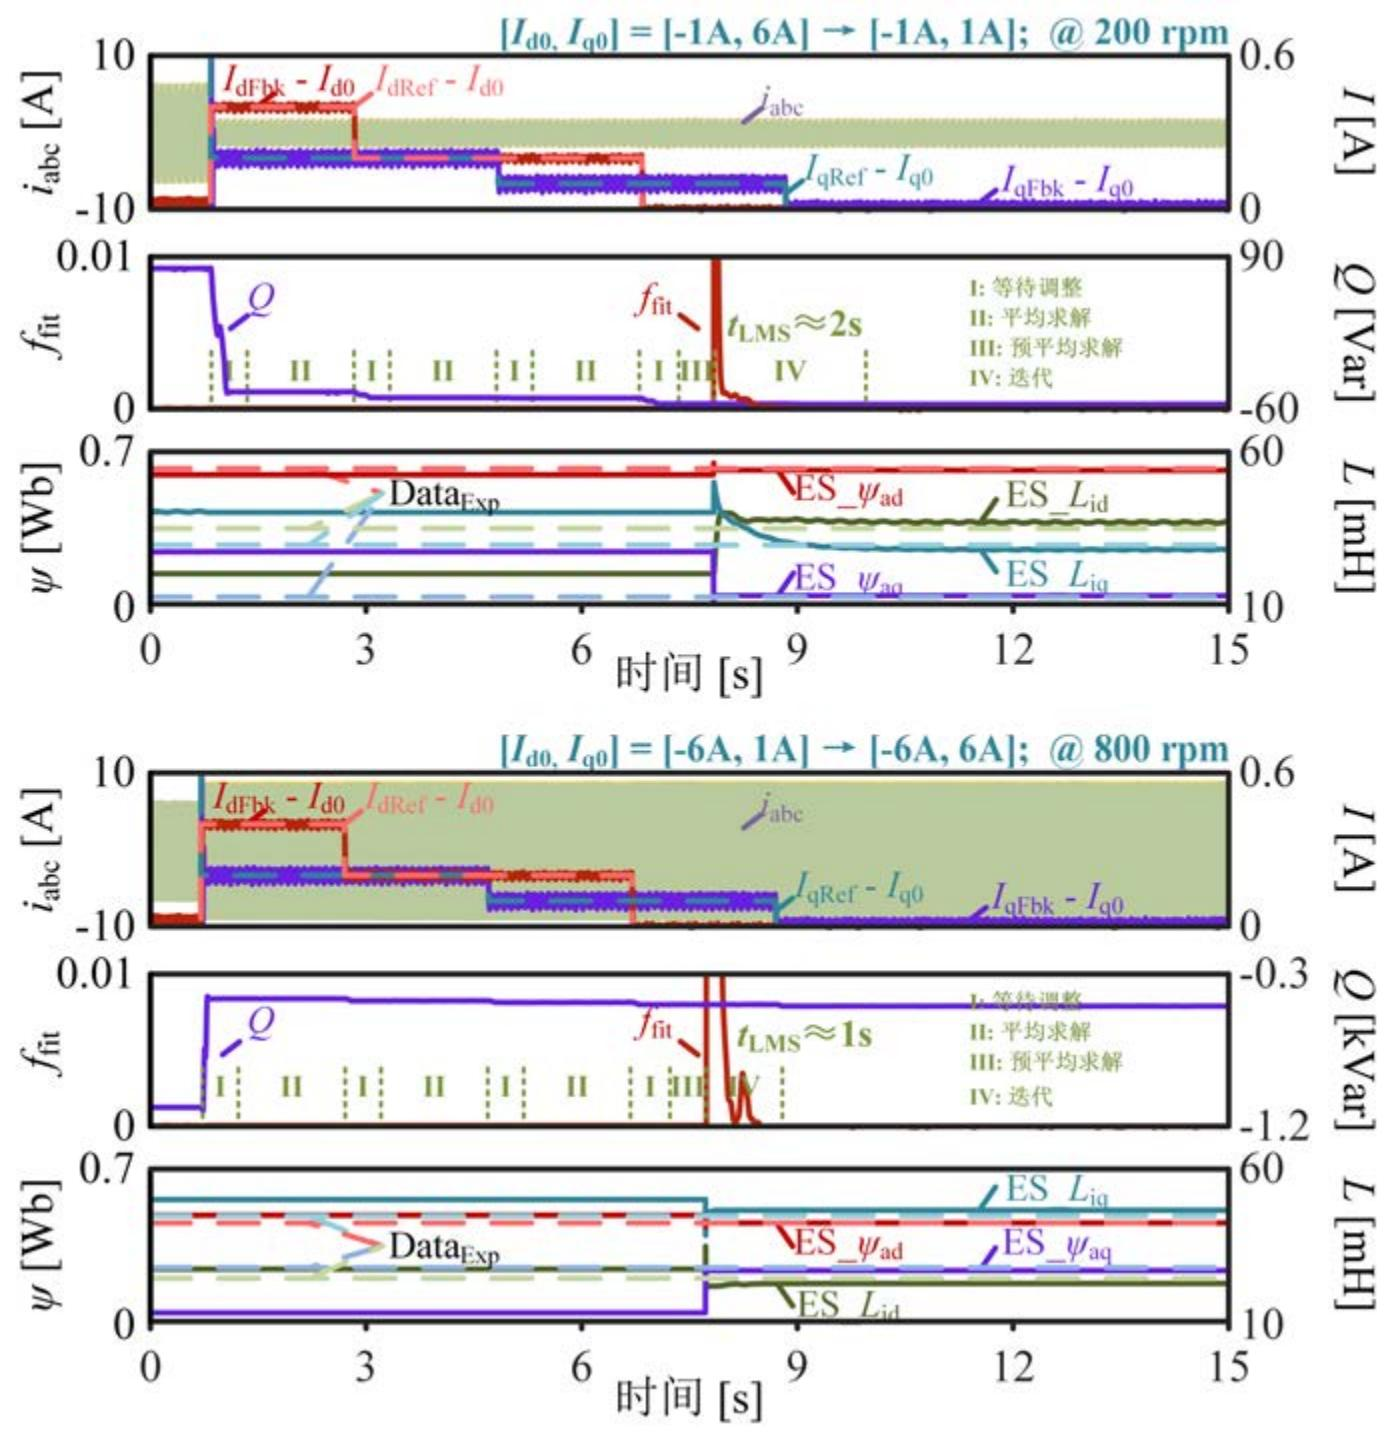 [Id0, Iq0] = [-1A, 6A] → [-1A, 1A]; @ 200 rpm
10
0.6
IdFbk - Id0
IdRef - Id0
iabc
iabc [A]
I [A]
IqRef - Iq0
IqFbk - Iq0
-10
0
0.01
90
Q
ffit
tLMS≈2s
I: 等待调整
II: 平均求解
III: 预平均求解
IV: 迭代
ffit
Q [Var]
I II I II I II I III IV
0
-60
0.7
60
DataExp
ES_ψad
ES_Lid
ψ [Wb]
L [mH]
ES_ψaq
ES_Liq
0
10
0 3 6 9 12 15
时间 [s]
[Id0, Iq0] = [-6A, 1A] → [-6A, 6A]; @ 800 rpm
10
0.6
IdFbk - Id0
IdRef - Id0
iabc
iabc [A]
I [A]
IqRef - Iq0
IqFbk - Iq0
-10
0
0.01
-0.3
Q
ffit
tLMS≈1s
I: 等待调整
II: 平均求解
III: 预平均求解
IV: 迭代
ffit
Q [kVar]
I II I II I II I III IV
0
-1.2
0.7
60
ES_Liq
DataExp
ES_ψad
ES_ψaq
ψ [Wb]
L [mH]
ES_Lid
0
10
0 3 6 9 12 15
时间 [s]